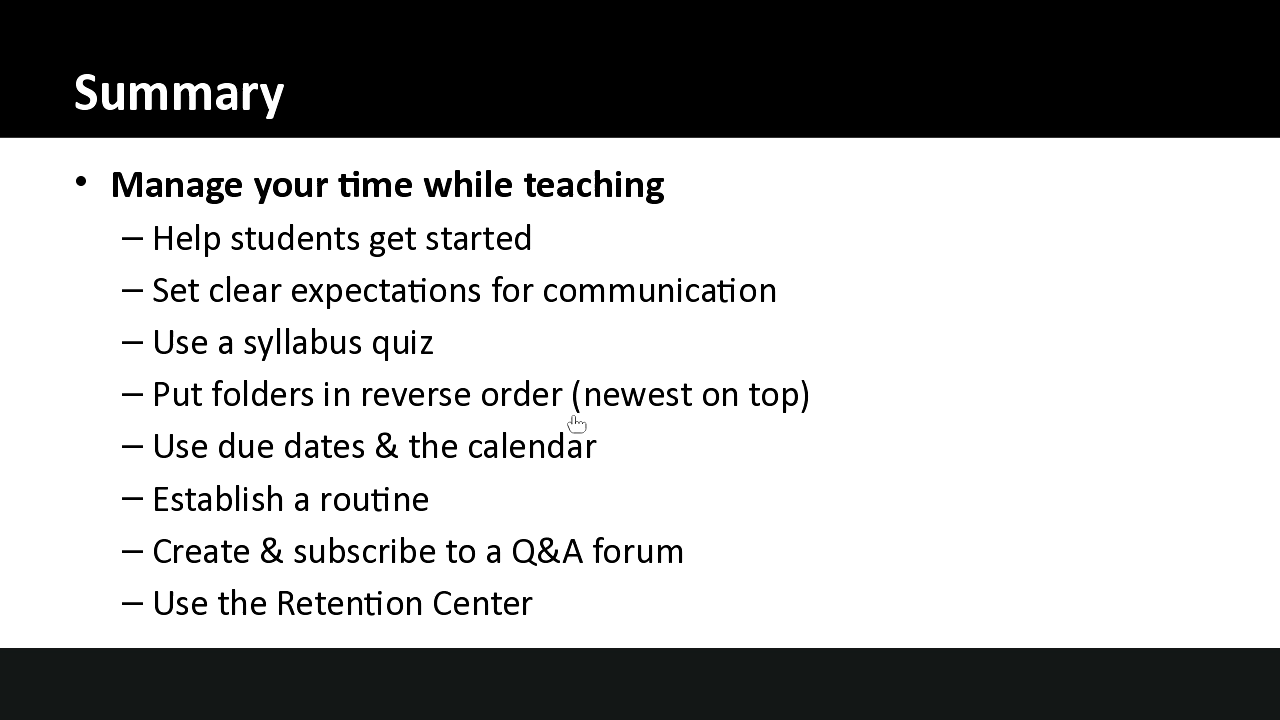 Summary
• Manage your time while teaching
– Help students get started
– Set clear expectations for communication
– Use a syllabus quiz
– Put folders in reverse order (newest on top)
– Use due dates & the calendar
– Establish a routine
– Create & subscribe to a Q&A forum
– Use the Retention Center